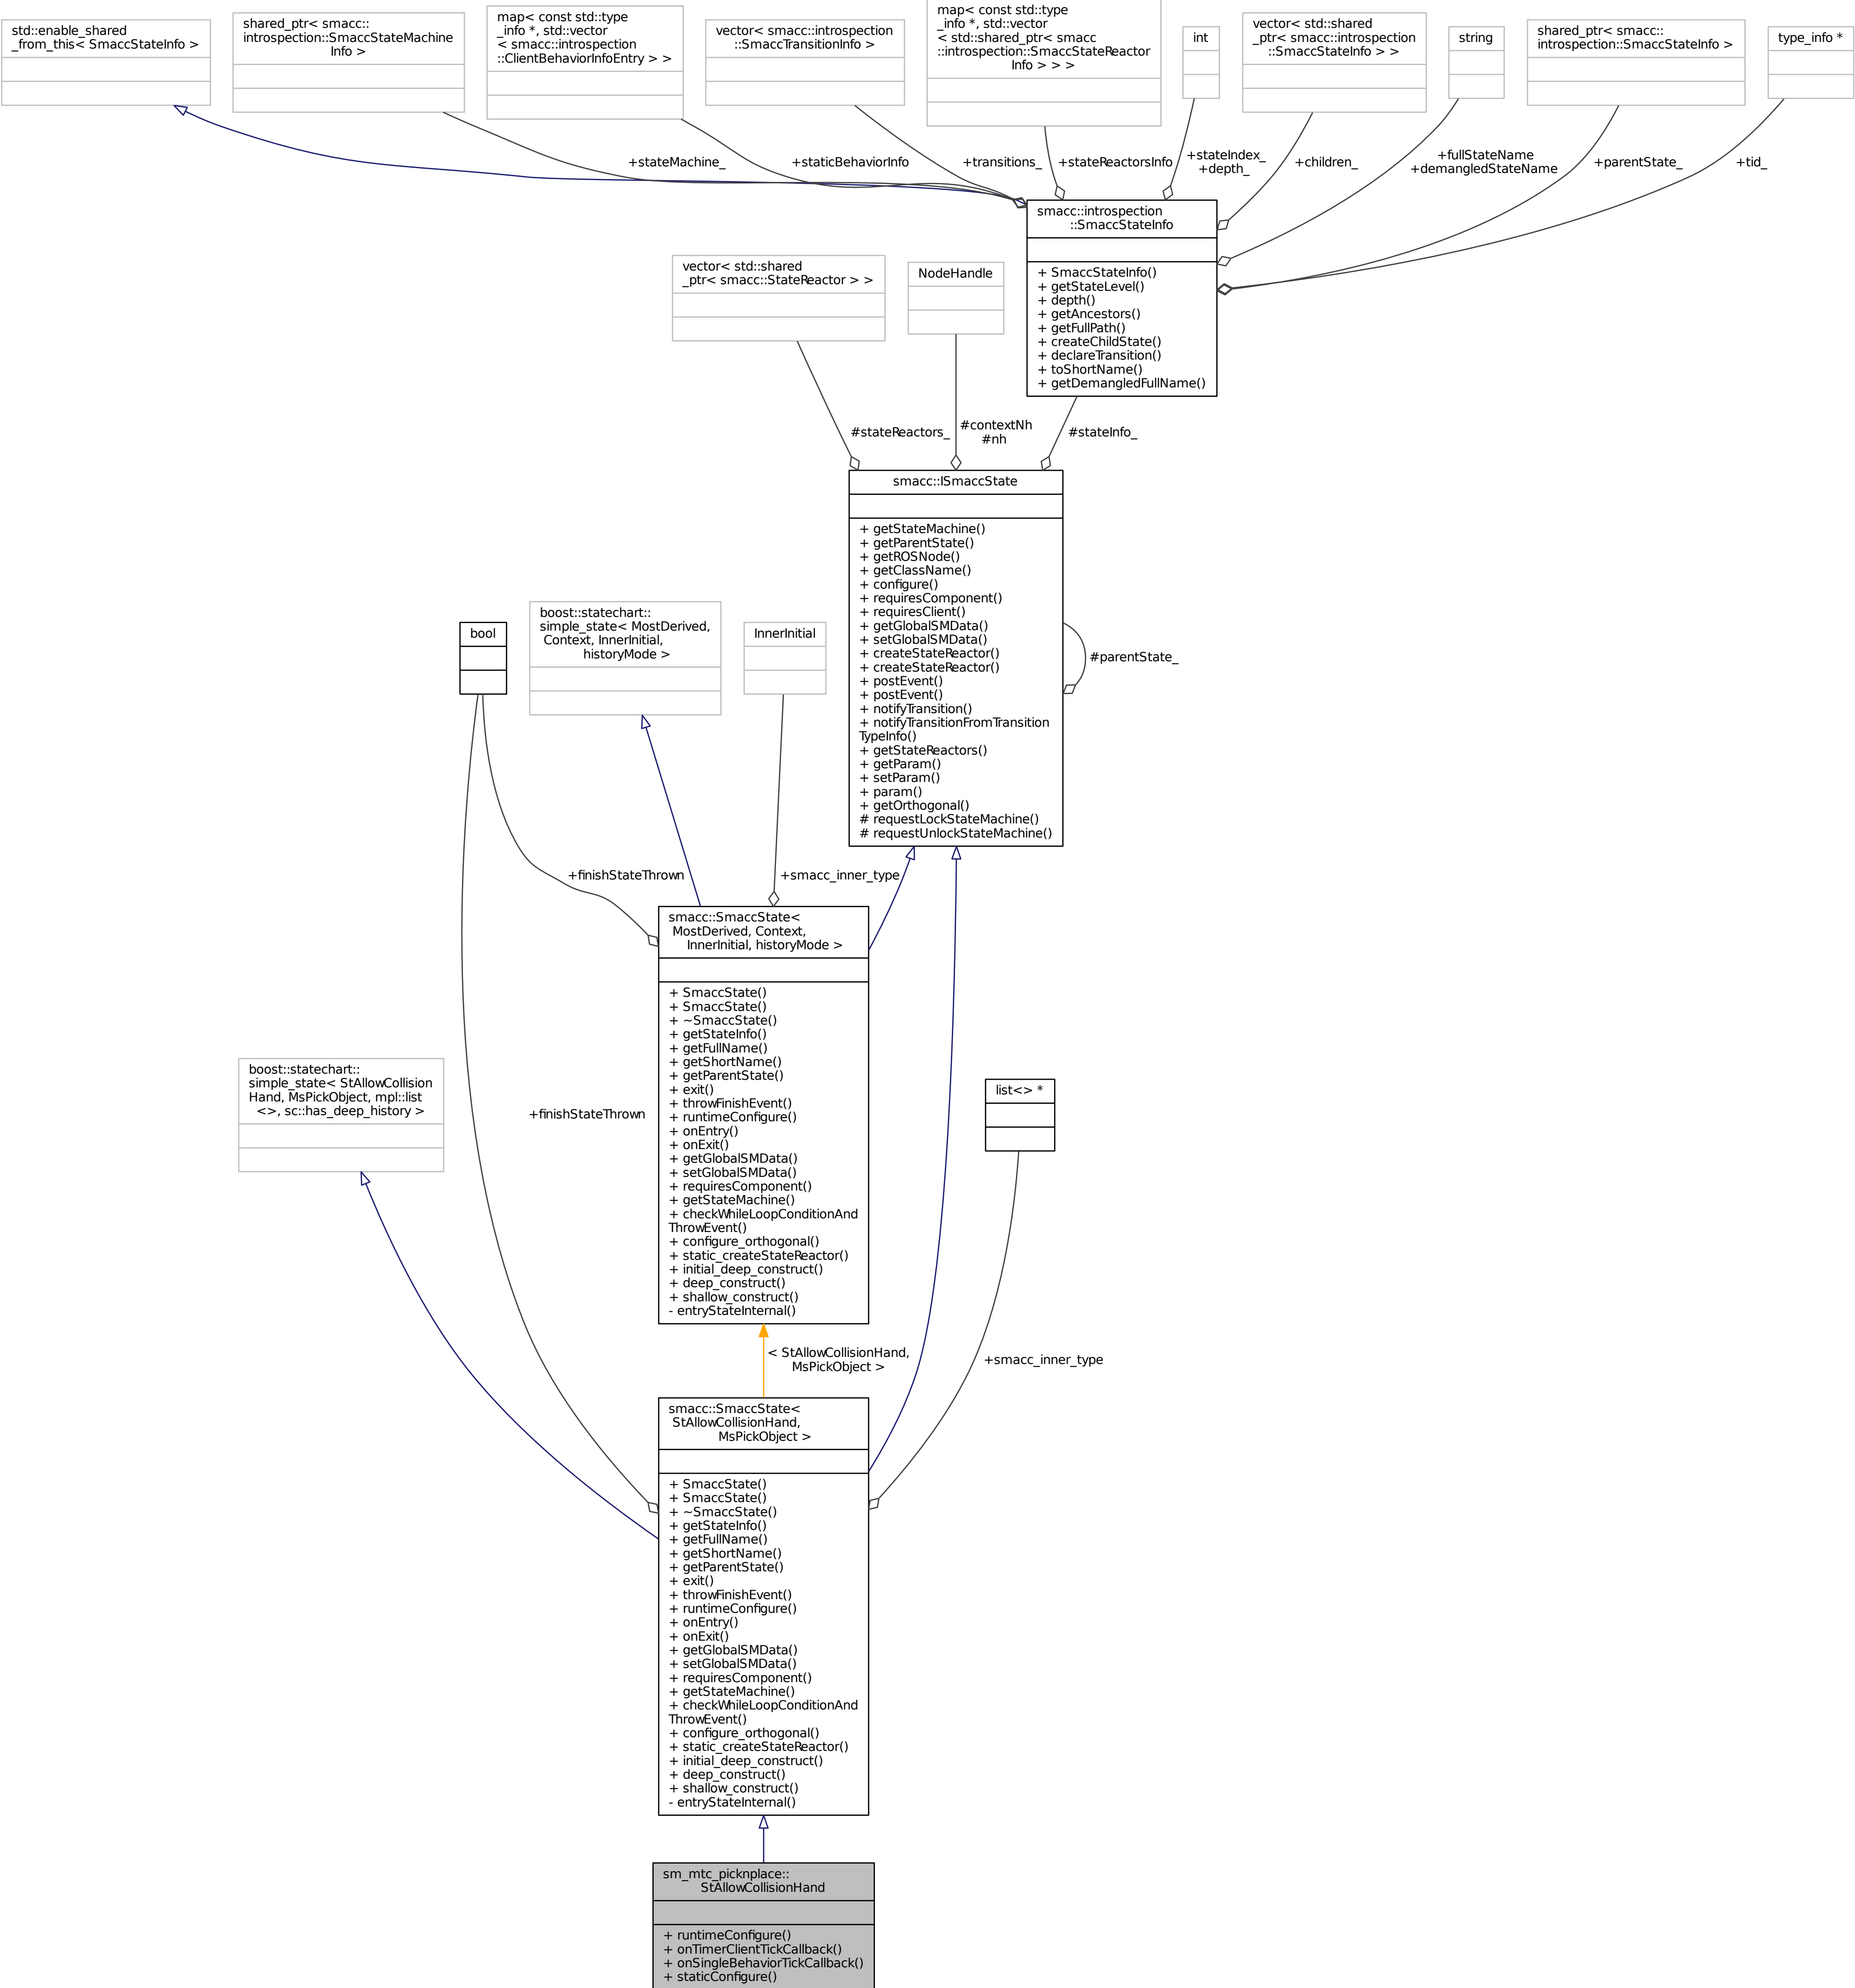 std::enable_shared
_from_this< SmaccStateInfo >
shared_ptr< smacc::
introspection::SmaccStateMachine
Info >
map< const std::type
_info *, std::vector
< smacc::introspection
::ClientBehaviorInfoEntry > >
vector< smacc::introspection
::SmaccTransitionInfo >
map< const std::type
_info *, std::vector
< std::shared_ptr< smacc
::introspection::SmaccStateReactor
Info > > >
int
vector< std::shared
_ptr< smacc::introspection
::SmaccStateInfo > >
string
shared_ptr< smacc::
introspection::SmaccStateInfo >
type_info *
+stateMachine_
+staticBehaviorInfo
+transitions_
+stateReactorsInfo
+stateIndex_
+depth_
+children_
+fullStateName
+demangledStateName
+parentState_
+tid_
smacc::introspection
::SmaccStateInfo
+ SmaccStateInfo()
+ getStateLevel()
+ depth()
+ getAncestors()
+ getFullPath()
+ createChildState()
+ declareTransition()
+ toShortName()
+ getDemangledFullName()
vector< std::shared
_ptr< smacc::StateReactor > >
NodeHandle
#stateReactors_
#contextNh
#nh
#stateInfo_
smacc::ISmaccState
+ getStateMachine()
+ getParentState()
+ getROSNode()
+ getClassName()
+ configure()
+ requiresComponent()
+ requiresClient()
+ getGlobalSMData()
+ setGlobalSMData()
+ createStateReactor()
+ createStateReactor()
+ postEvent()
+ postEvent()
+ notifyTransition()
+ notifyTransitionFromTransition
TypeInfo()
+ getStateReactors()
+ getParam()
+ setParam()
+ param()
+ getOrthogonal()
# requestLockStateMachine()
# requestUnlockStateMachine()
#parentState_
bool
boost::statechart::
simple_state< MostDerived,
Context, InnerInitial,
historyMode >
InnerInitial
+finishStateThrown
+smacc_inner_type
smacc::SmaccState<
MostDerived, Context,
InnerInitial, historyMode >
+ SmaccState()
+ SmaccState()
+ ~SmaccState()
+ getStateInfo()
+ getFullName()
+ getShortName()
+ getParentState()
+ exit()
+ throwFinishEvent()
+ runtimeConfigure()
+ onEntry()
+ onExit()
+ getGlobalSMData()
+ setGlobalSMData()
+ requiresComponent()
+ getStateMachine()
+ checkWhileLoopConditionAnd
ThrowEvent()
+ configure_orthogonal()
+ static_createStateReactor()
+ initial_deep_construct()
+ deep_construct()
+ shallow_construct()
- entryStateInternal()
boost::statechart::
simple_state< StAllowCollision
Hand, MsPickObject, mpl::list
<>, sc::has_deep_history >
+finishStateThrown
list<> *
< StAllowCollisionHand,
MsPickObject >
+smacc_inner_type
smacc::SmaccState<
StAllowCollisionHand,
MsPickObject >
+ SmaccState()
+ SmaccState()
+ ~SmaccState()
+ getStateInfo()
+ getFullName()
+ getShortName()
+ getParentState()
+ exit()
+ throwFinishEvent()
+ runtimeConfigure()
+ onEntry()
+ onExit()
+ getGlobalSMData()
+ setGlobalSMData()
+ requiresComponent()
+ getStateMachine()
+ checkWhileLoopConditionAnd
ThrowEvent()
+ configure_orthogonal()
+ static_createStateReactor()
+ initial_deep_construct()
+ deep_construct()
+ shallow_construct()
- entryStateInternal()
sm_mtc_picknplace::
StAllowCollisionHand
+ runtimeConfigure()
+ onTimerClientTickCallback()
+ onSingleBehaviorTickCallback()
+ staticConfigure()